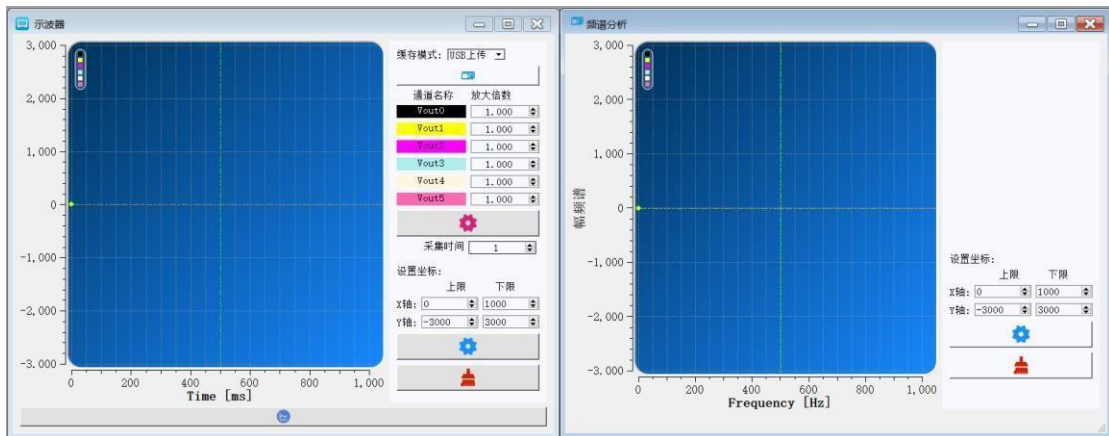 示波器
3,000
2,000
1,000
0
-1,000
-2,000
-3,000
0 200 400 600 800 1,000
Time [ms]
缓存模式: USB上传
通道名称 放大倍数
Vout0 1.000
Vout1 1.000
Vout2 1.000
Vout3 1.000
Vout4 1.000
Vout5 1.000
采集时间 1
设置坐标:
上限 下限
X轴: 0 1000
Y轴: -3000 3000
频谱分析
幅频谱
3,000
2,000
1,000
0
-1,000
-2,000
-3,000
0 200 400 600 800 1,000
Frequency [Hz]
设置坐标:
上限 下限
X轴: 0 1000
Y轴: -3000 3000